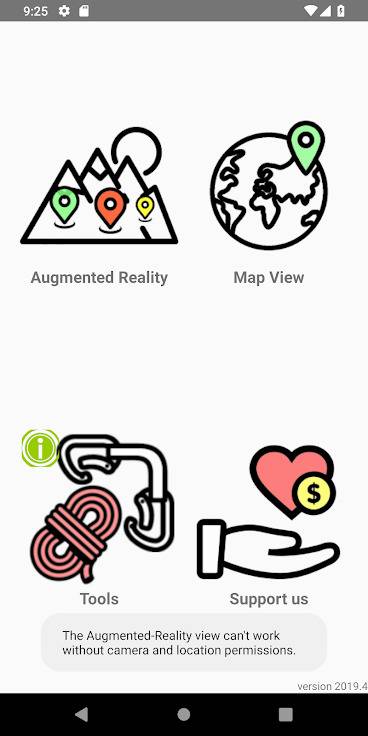 9:25
Augmented Reality
Map View
i
$
Tools
Support us
The Augmented-Reality view can't work
without camera and location permissions.
version 2019.4